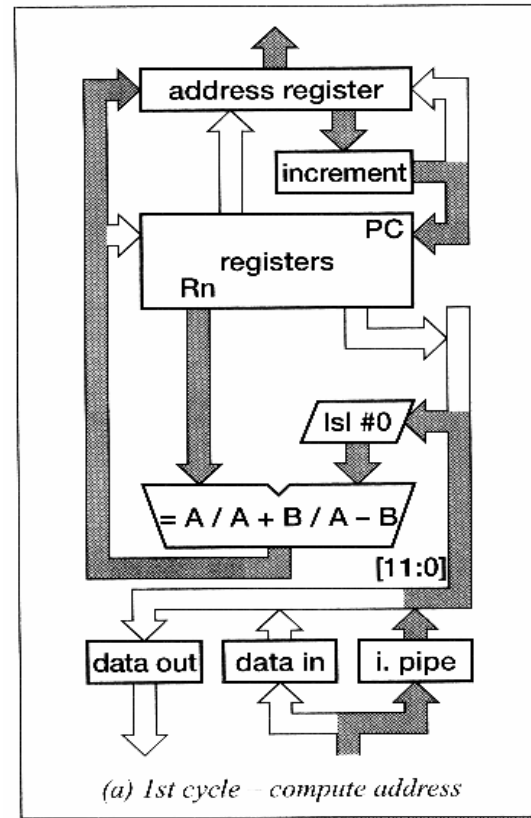 address register
increment
PC
registers
Rn
lsl #0
= A / A + B / A - B
[11:0]
data out
data in
i. pipe
(a) 1st cycle – compute address